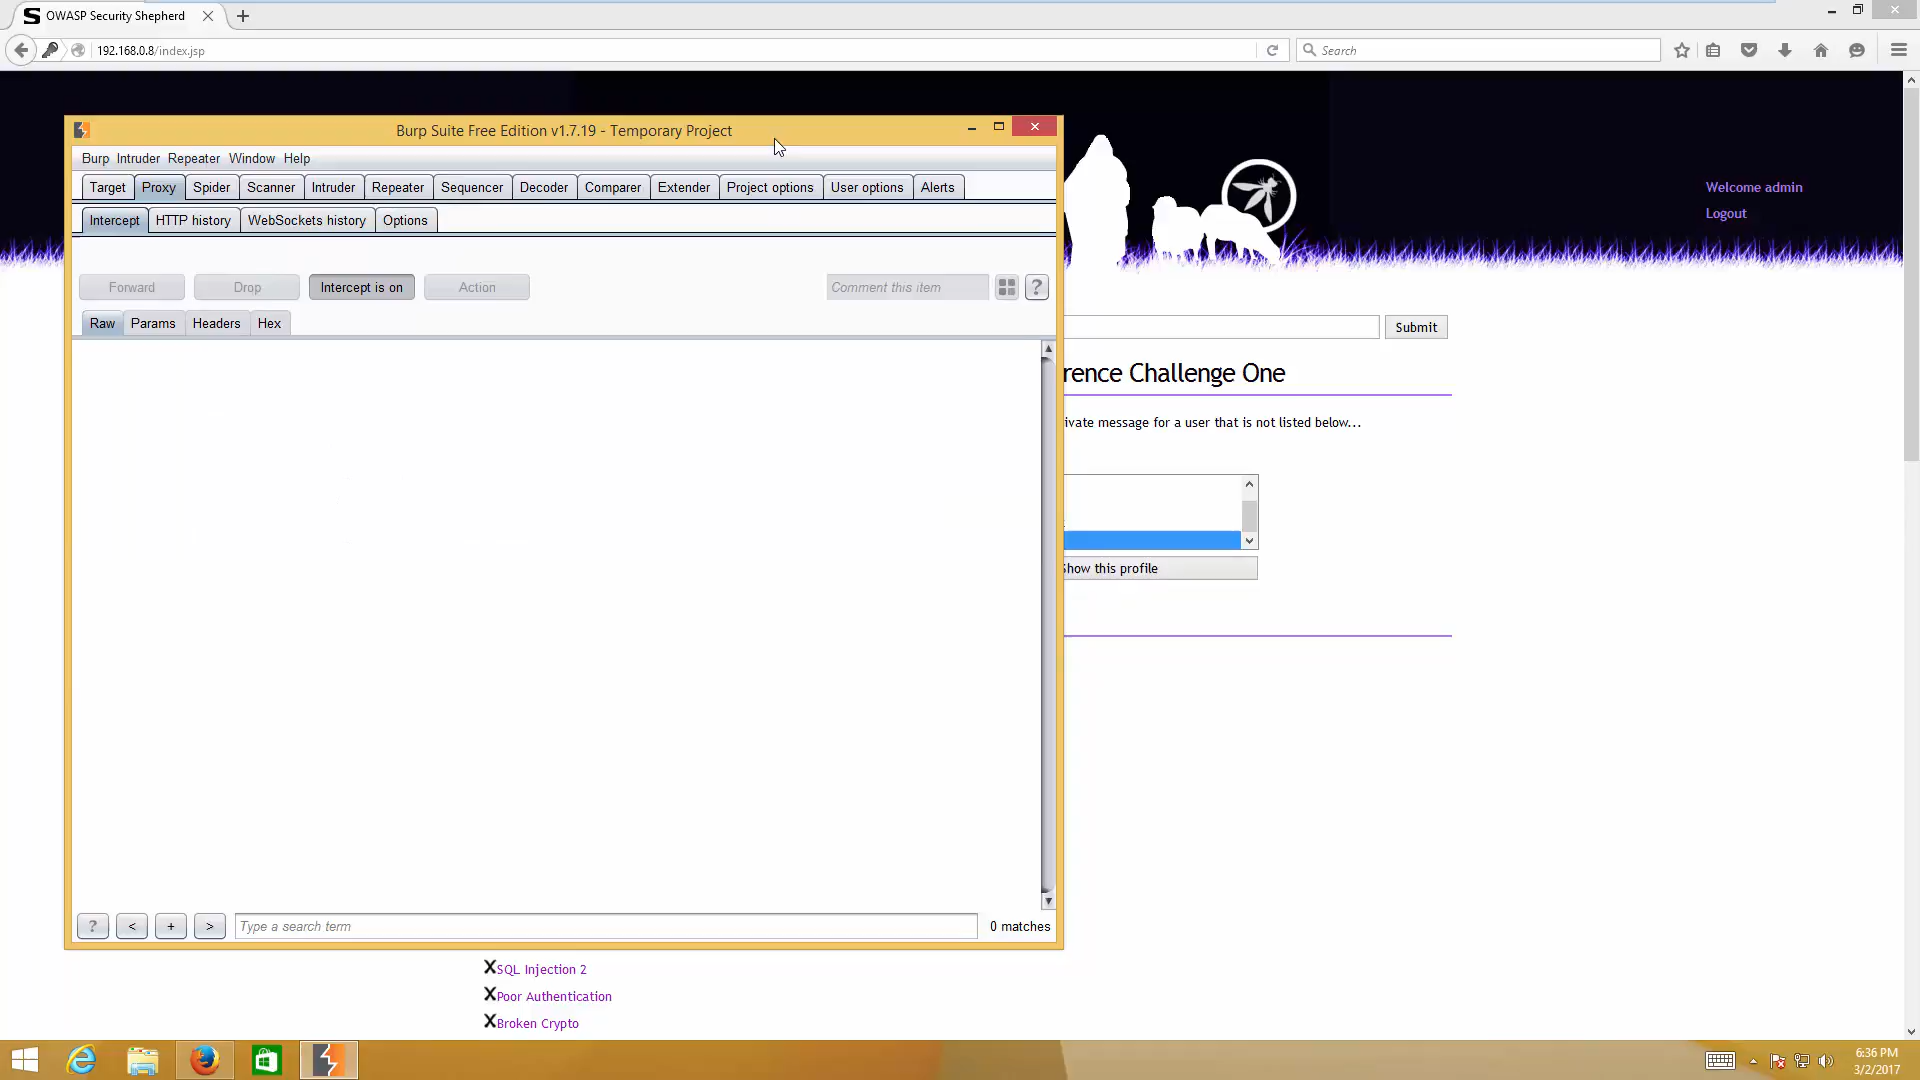 S OWASP Security Shepherd
192.168.0.8/index.jsp
Search
Burp Suite Free Edition v1.7.19 - Temporary Project
Burp Intruder Repeater Window Help
Target Proxy Spider Scanner Intruder Repeater Sequencer Decoder Comparer Extender Project options User options Alerts
Intercept HTTP history WebSockets history Options
Forward Drop Intercept is on Action Comment this item ?
Raw Params Headers Hex
? < + > Type a search term 0 matches
Welcome admin
Logout
Submit
rence Challenge One
ivate message for a user that is not listed below...
Show this profile
XSQL Injection 2
XPoor Authentication
XBroken Crypto
6:36 PM
3/2/2017